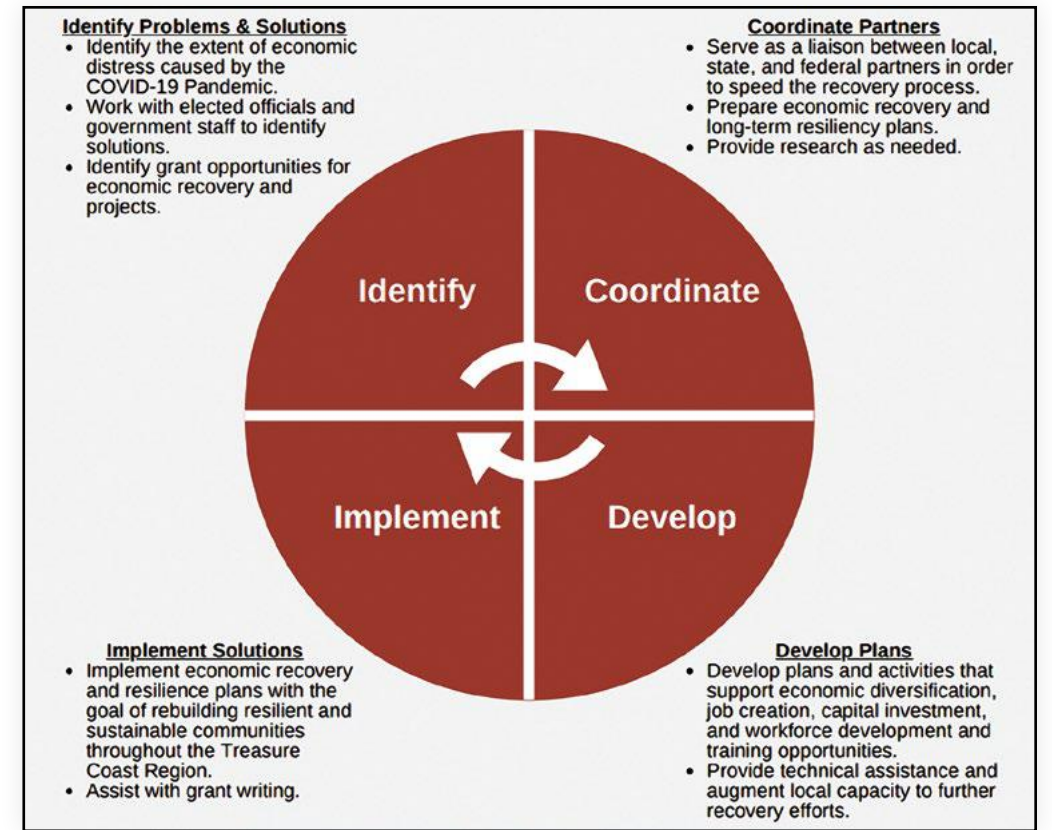 Identify Problems & Solutions
• Identify the extent of economic
distress caused by the
COVID-19 Pandemic.
• Work with elected officials and
government staff to identify
solutions.
• Identify grant opportunities for
economic recovery and
projects.
Coordinate Partners
• Serve as a liaison between local,
state, and federal partners in order
to speed the recovery process.
• Prepare economic recovery and
long-term resiliency plans.
• Provide research as needed.
Identify
Coordinate
Implement
Develop
Implement Solutions
• Implement economic recovery
and resilience plans with the
goal of rebuilding resilient and
sustainable communities
throughout the Treasure
Coast Region.
• Assist with grant writing.
Develop Plans
• Develop plans and activities that
support economic diversification,
job creation, capital investment,
and workforce development and
training opportunities.
• Provide technical assistance and
augment local capacity to further
recovery efforts.